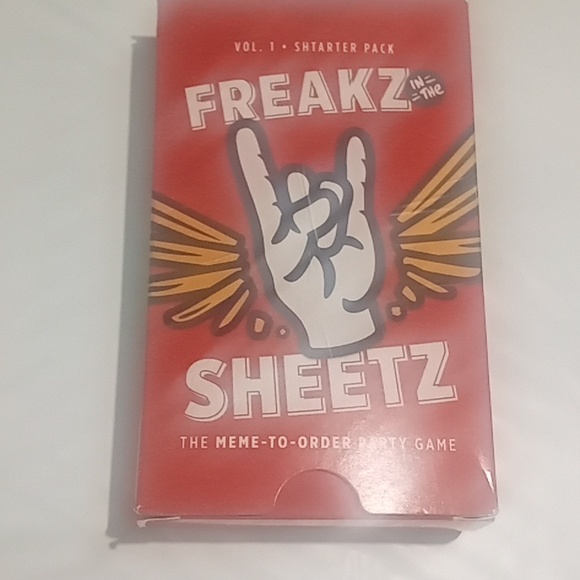 VOL. 1 • SHTARTER PACK
FREAKZ IN THE
SHEETZ
THE MEME-TO-ORDER PARTY GAME